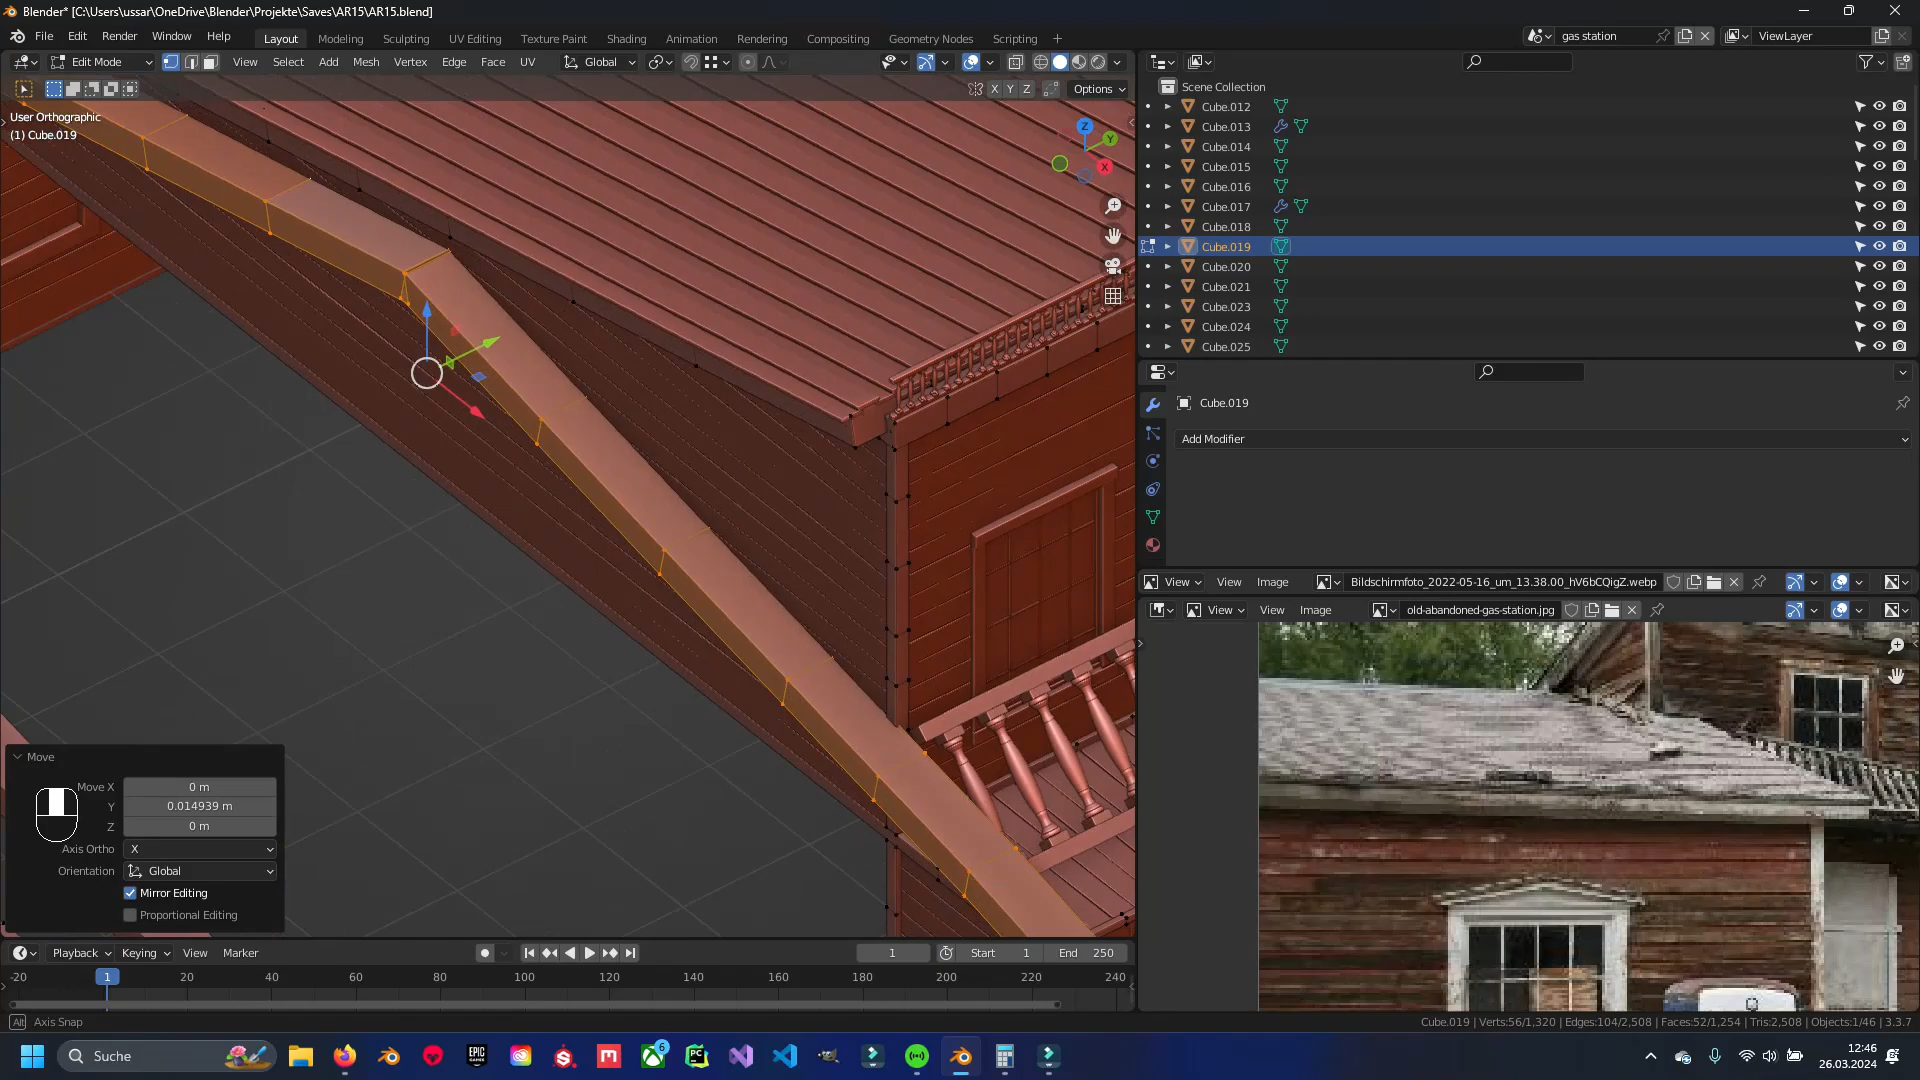 Blender* [C:\Users\ussar\OneDrive\Blender\Projekte\Saves\AR15\AR15.blend]
File Edit Render Window Help Layout Modeling Sculpting UV Editing Texture Paint Shading Animation Rendering Compositing Geometry Nodes Scripting + gas station ViewLayer
Edit Mode View Select Add Mesh Vertex Edge Face UV Global
X Y Z Options
User Orthographic
(1) Cube.019
Z
Y
X
Scene Collection
Cube.012
Cube.013
Cube.014
Cube.015
Cube.016
Cube.017
Cube.018
Cube.019
Cube.020
Cube.021
Cube.023
Cube.024
Cube.025
Cube.019
Add Modifier
View View Image Bildschirmfoto_2022-05-16_um_13.38.00_hV6bCQigZ.webp
View View Image old-abandoned-gas-station.jpg
Move
Move X 0 m
Y 0.014939 m
Z 0 m
Axis Ortho X
Orientation Global
Mirror Editing
Proportional Editing
Playback Keying View Marker 1 Start 1 End 250
-20 1 20 40 60 80 100 120 140 160 180 200 220 240
Alt Axis Snap Cube.019 | Verts:56/1,320 | Edges:104/2,508 | Faces:52/1,254 | Tris:2,508 | Objects:1/46 | 3.3.7
Suche EPIC GAMES M 6 PC 12:46
26.03.2024